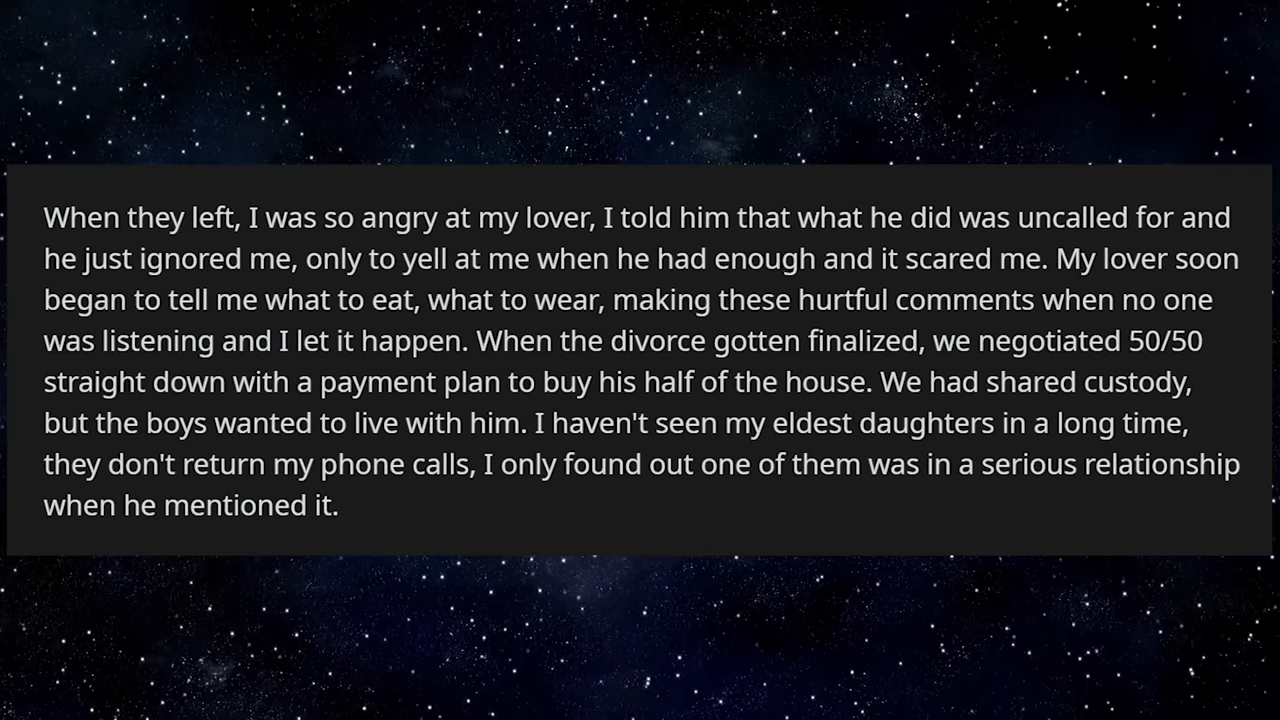 When they left, I was so angry at my lover, I told him that what he did was uncalled for and
he just ignored me, only to yell at me when he had enough and it scared me. My lover soon
began to tell me what to eat, what to wear, making these hurtful comments when no one
was listening and I let it happen. When the divorce gotten finalized, we negotiated 50/50
straight down with a payment plan to buy his half of the house. We had shared custody,
but the boys wanted to live with him. I haven't seen my eldest daughters in a long time,
they don't return my phone calls, I only found out one of them was in a serious relationship
when he mentioned it.